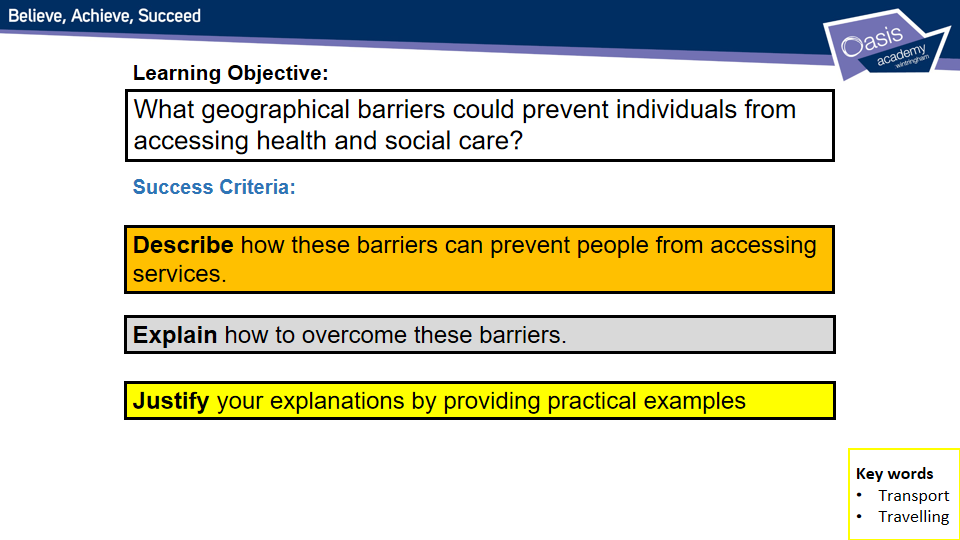 Believe, Achieve, Succeed
Oasis
academy
wintringham
Learning Objective:
What geographical barriers could prevent individuals from
accessing health and social care?
Success Criteria:
Describe how these barriers can prevent people from accessing
services.
Explain how to overcome these barriers.
Justify your explanations by providing practical examples
Key words
• Transport
• Travelling